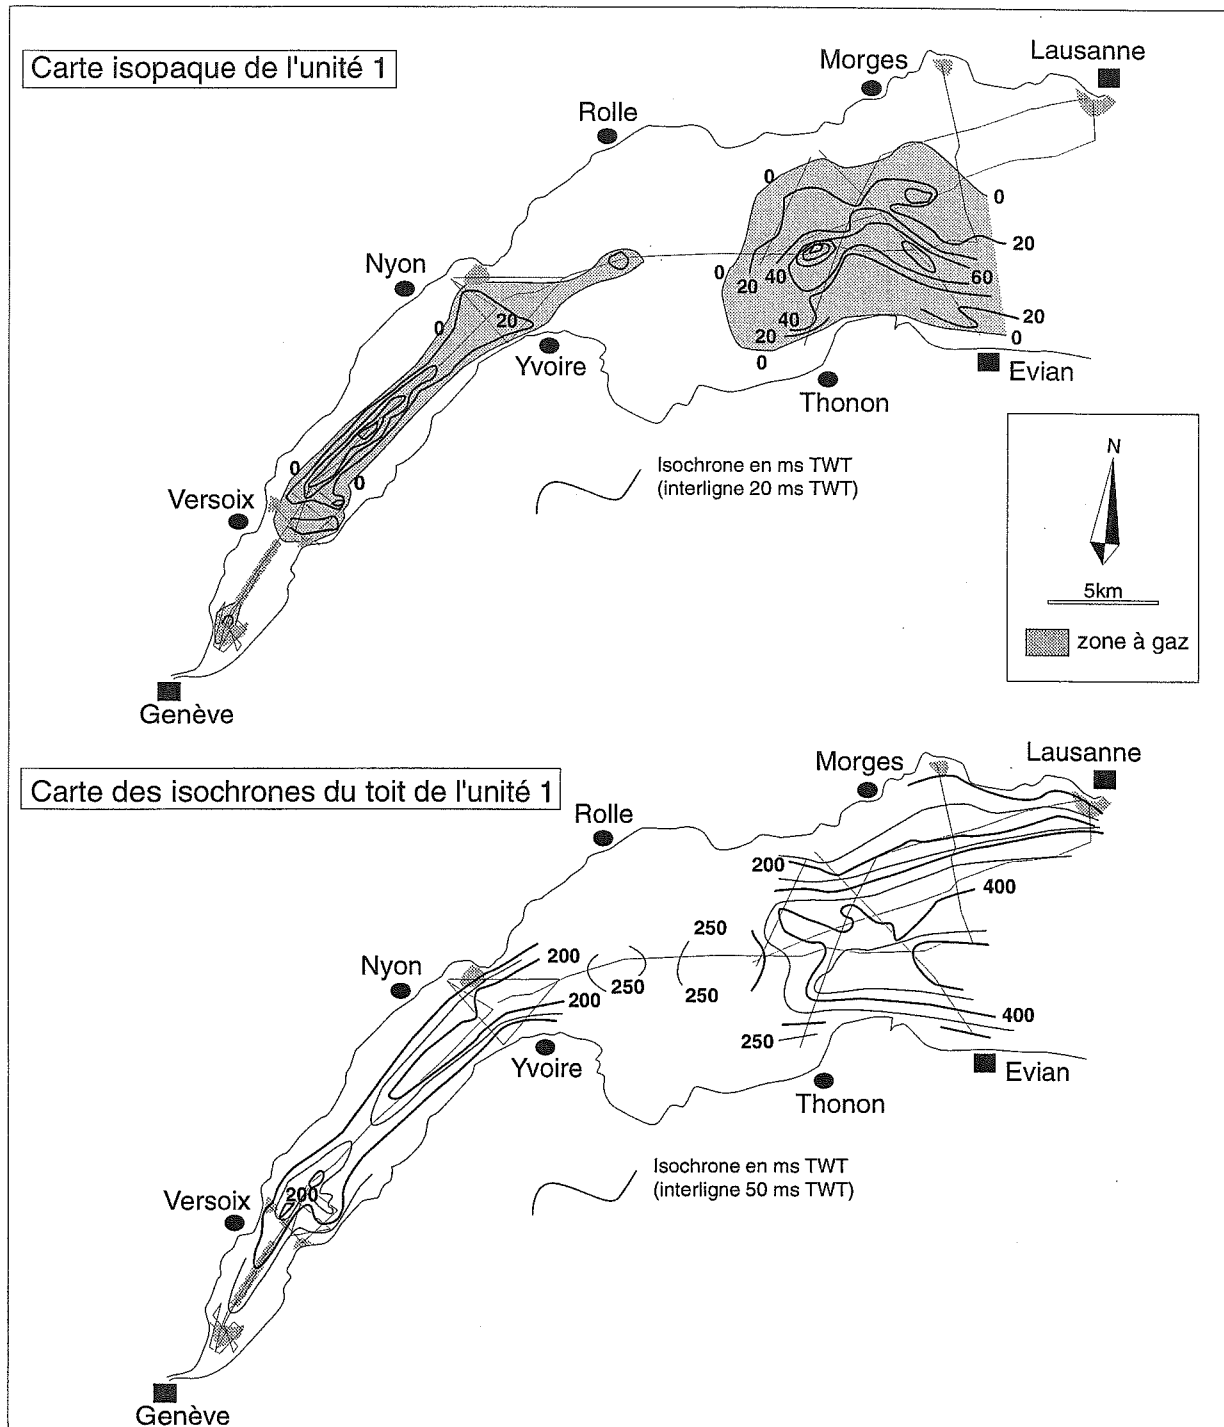 Carte isopaque de l'unité 1
Lausanne
Morges
Rolle
0
0
20
Nyon
0
20
40
60
0
20
40
20
20
0
0
Yvoire
Evian
Thonon
0
0
Versoix
Isochrone en ms TWT
(interligne 20 ms TWT)
N
5km
zone à gaz
Genève
Carte des isochrones du toit de l'unité 1
Lausanne
Morges
Rolle
200
400
250
200
Nyon
250
250
200
400
250
Yvoire
Evian
Thonon
Isochrone en ms TWT
(interligne 50 ms TWT)
200
Versoix
Genève